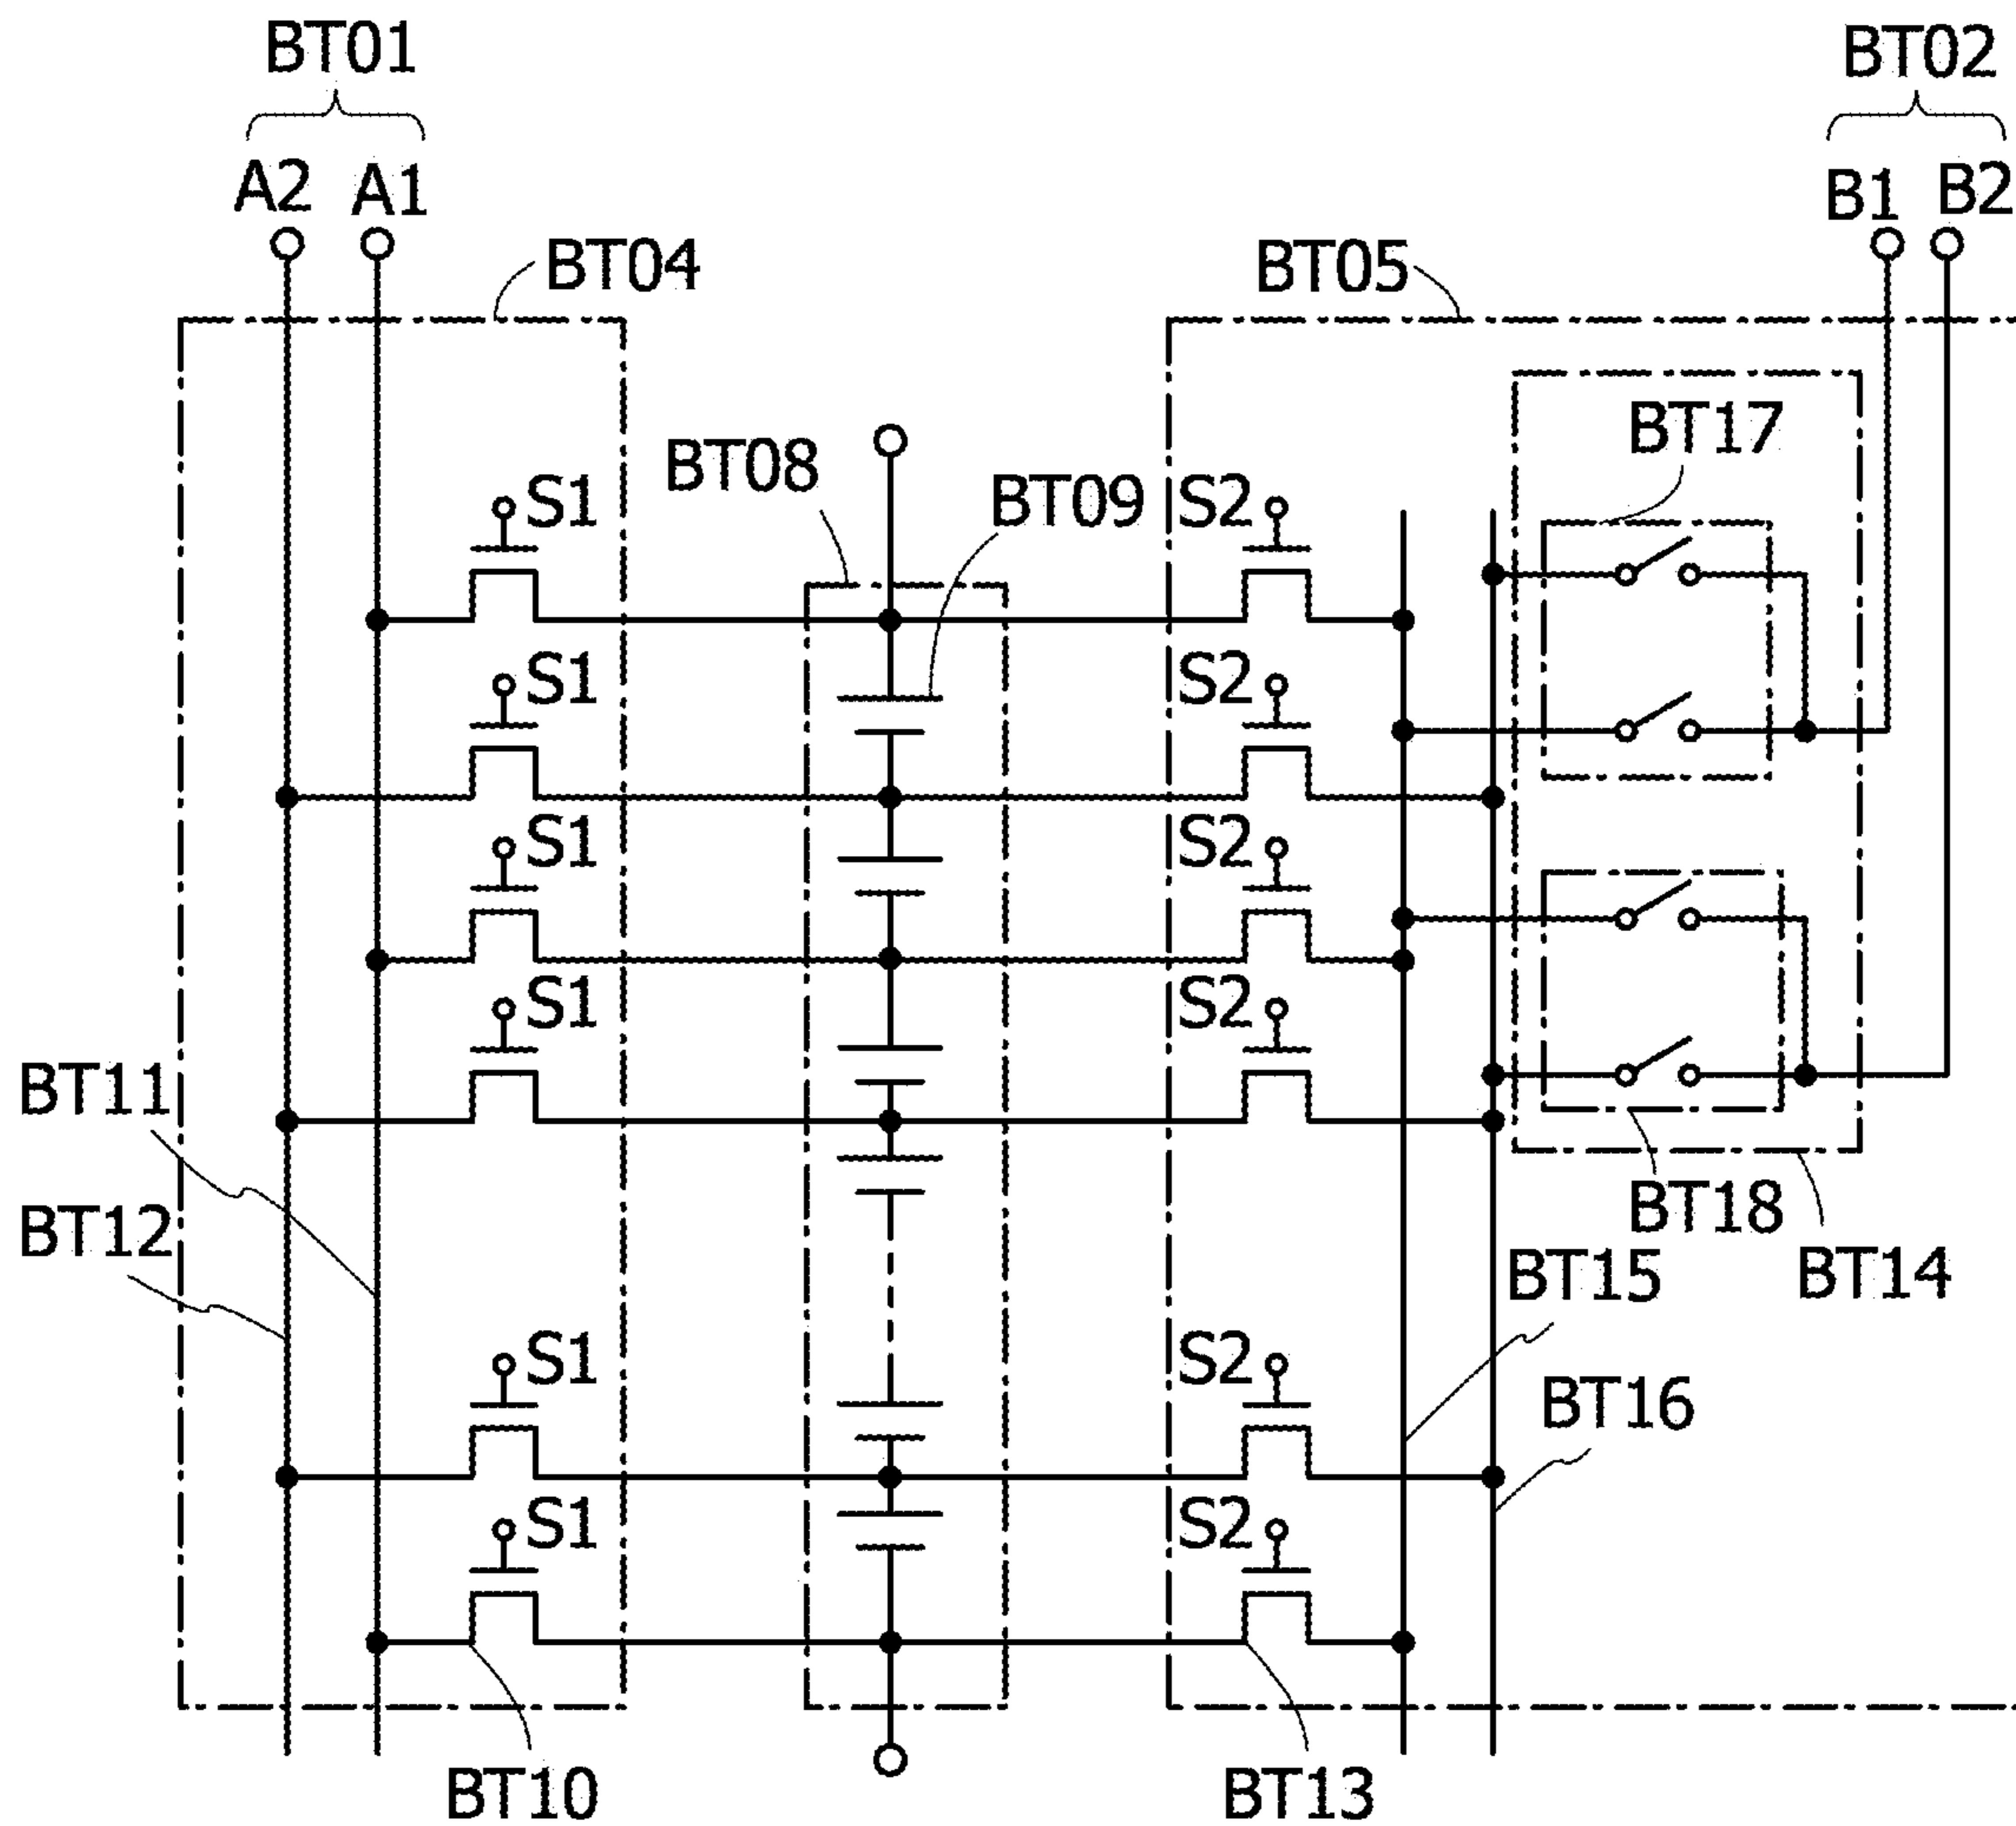 BT01
BT02
A2 A1
B1 B2
BT04
BT05
BT17
BT08
BT09
S1
S2
S1
S2
S1
S2
S1
S2
BT11
BT18
BT12
BT15
BT14
S1
S2
BT16
S1
S2
BT10
BT13